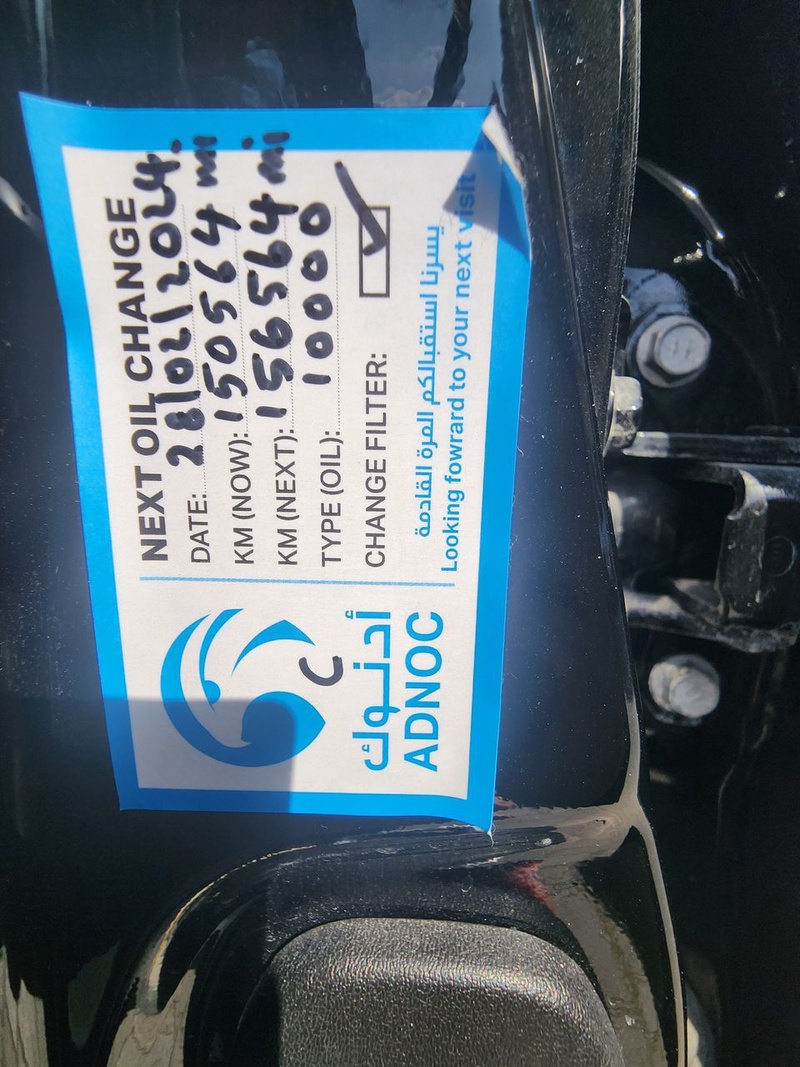 NEXT OIL CHANGE
DATE: 28/02/2024.
KM (NOW): 150564 mi
KM (NEXT): 156564 mi
TYPE (OIL): 10000
CHANGE FILTER: ✓
يسرنا استقبالكم المرة القادمة
Looking fowrard to your next visit
C
أدنوك
ADNOC